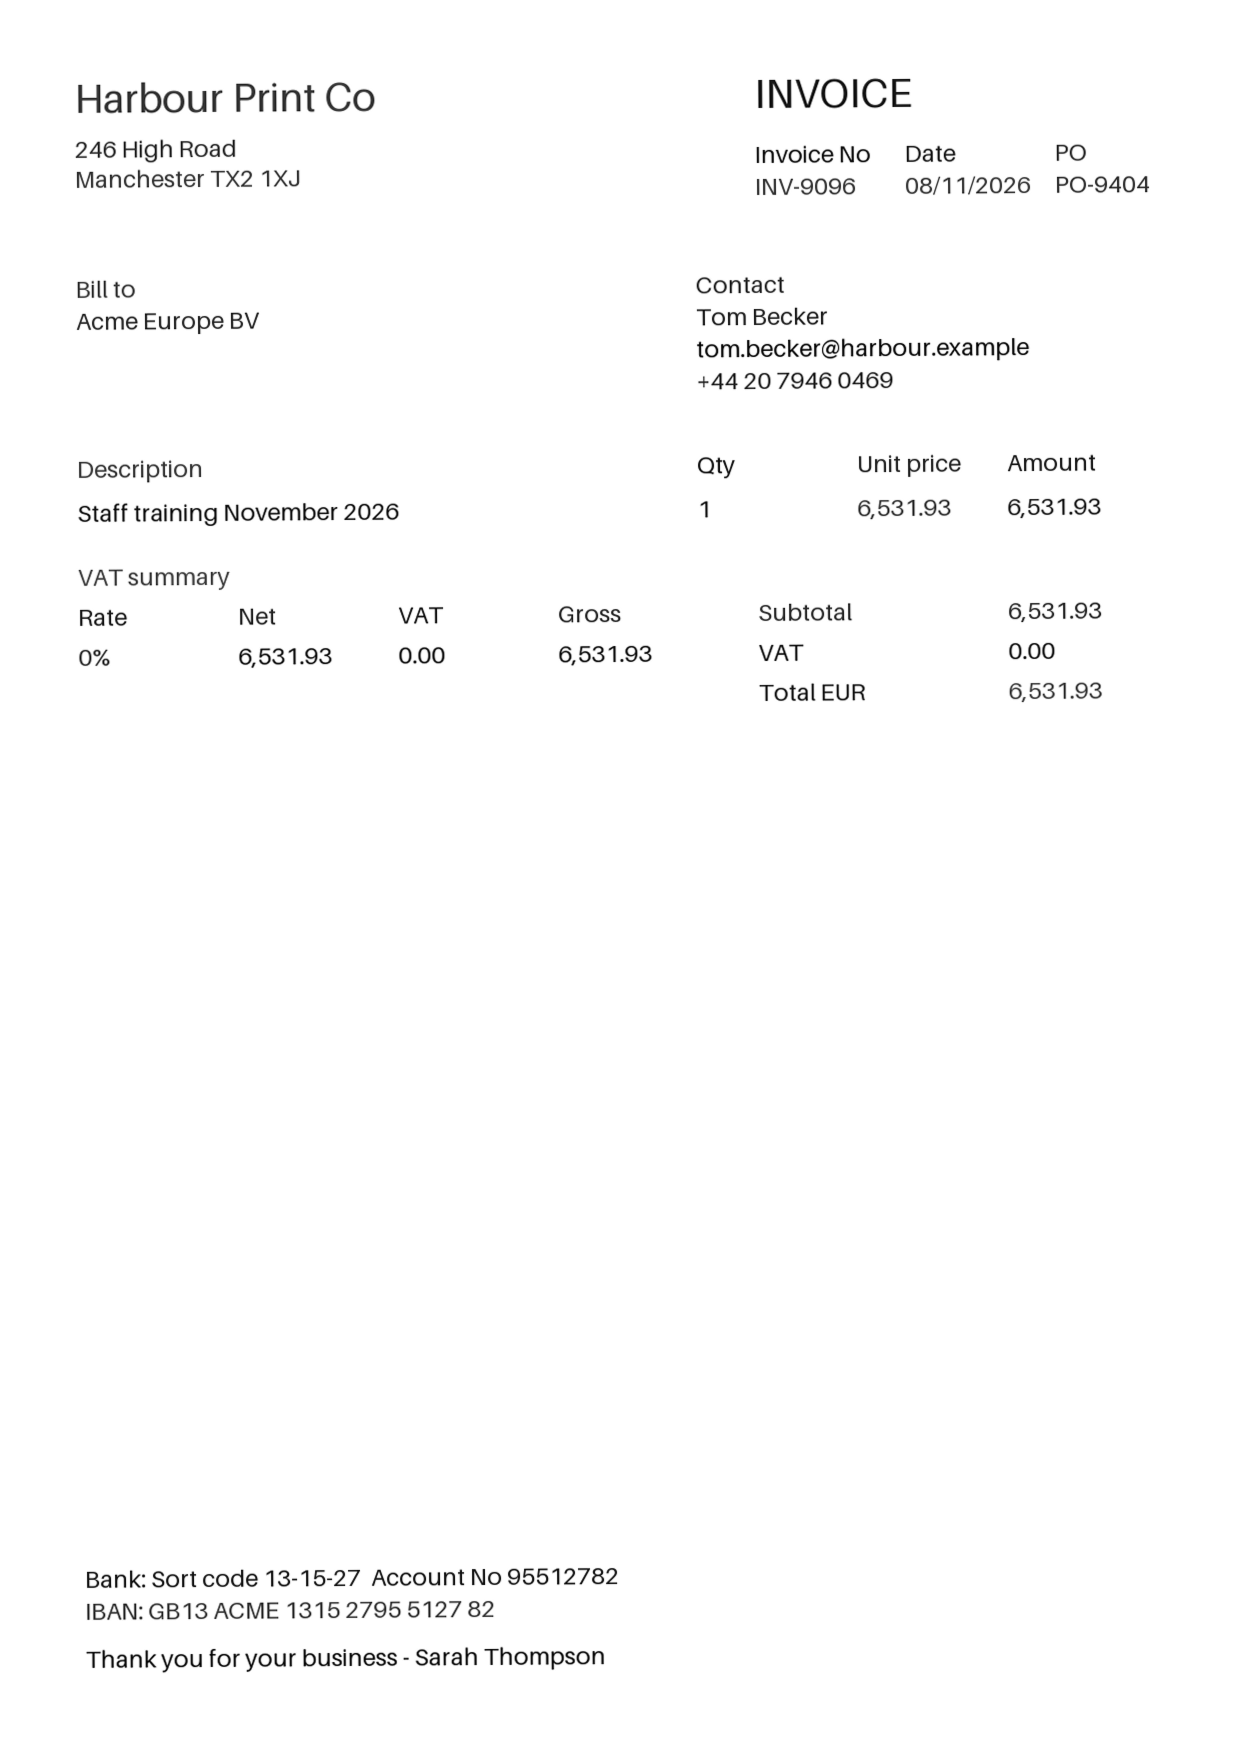 Harbour Print Co
246 High Road
Manchester TX2 1XJ
INVOICE
Invoice No Date PO
INV-9096 08/11/2026 PO-9404
Bill to
Acme Europe BV
Contact
Tom Becker
tom.becker@harbour.example
+44 20 7946 0469
Description Qty Unit price Amount
Staff training November 2026 1 6,531.93 6,531.93
VAT summary
Rate Net VAT Gross
0% 6,531.93 0.00 6,531.93
Subtotal 6,531.93
VAT 0.00
Total EUR 6,531.93
Bank: Sort code 13-15-27 Account No 95512782
IBAN: GB13 ACME 1315 2795 5127 82
Thank you for your business - Sarah Thompson